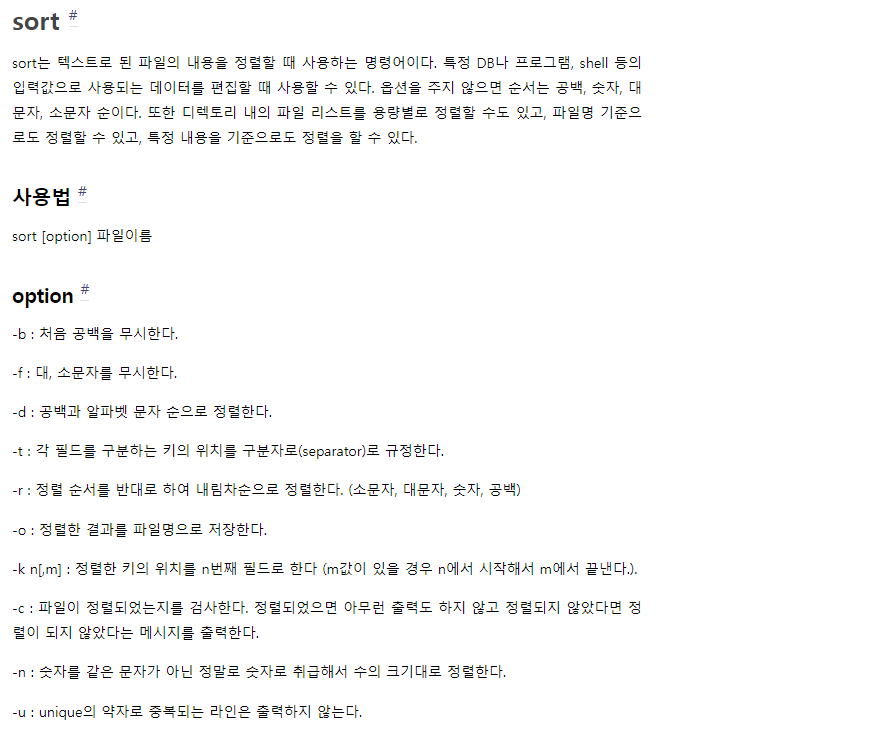 sort #
sort는 텍스트로 된 파일의 내용을 정렬할 때 사용하는 명령어이다. 특정 DB나 프로그램, shell 등의
입력값으로 사용되는 데이터를 편집할 때 사용할 수 있다. 옵션을 주지 않으면 순서는 공백, 숫자, 대
문자, 소문자 순이다. 또한 디렉토리 내의 파일 리스트를 용량별로 정렬할 수도 있고, 파일명 기준으
로도 정렬할 수 있고, 특정 내용을 기준으로도 정렬을 할 수 있다.
사용법 #
sort [option] 파일이름
option #
-b : 처음 공백을 무시한다.
-f : 대, 소문자를 무시한다.
-d : 공백과 알파벳 문자 순으로 정렬한다.
-t : 각 필드를 구분하는 키의 위치를 구분자로(separator)로 규정한다.
-r : 정렬 순서를 반대로 하여 내림차순으로 정렬한다. (소문자, 대문자, 숫자, 공백)
-o : 정렬한 결과를 파일명으로 저장한다.
-k n[,m] : 정렬한 키의 위치를 n번째 필드로 한다 (m값이 있을 경우 n에서 시작해서 m에서 끝낸다.).
-c : 파일이 정렬되었는지를 검사한다. 정렬되었으면 아무런 출력도 하지 않고 정렬되지 않았다면 정
렬이 되지 않았다는 메시지를 출력한다.
-n : 숫자를 같은 문자가 아닌 정말로 숫자로 취급해서 수의 크기대로 정렬한다.
-u : unique의 약자로 중복되는 라인은 출력하지 않는다.